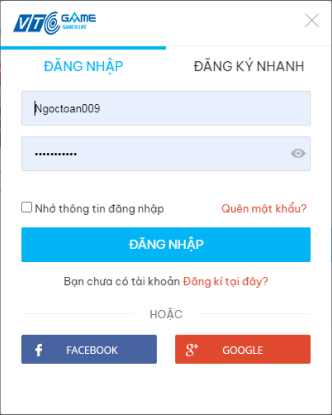 VTC GAME
GAME IS LIFE
ĐĂNG NHẬP
ĐĂNG KÝ NHANH
Ngoctoan009
•••••••••••
Nhớ thông tin đăng nhập
Quên mật khẩu?
ĐĂNG NHẬP
Bạn chưa có tài khoản Đăng kí tại đây?
HOẶC
f FACEBOOK
g+ GOOGLE